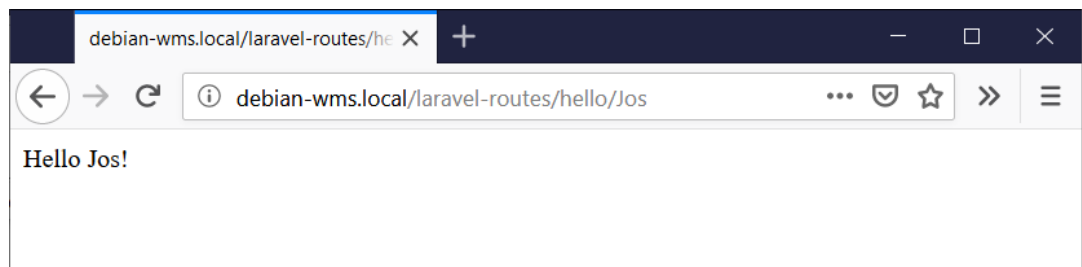 debian-wms.local/laravel-routes/he
debian-wms.local/laravel-routes/hello/Jos
Hello Jos!